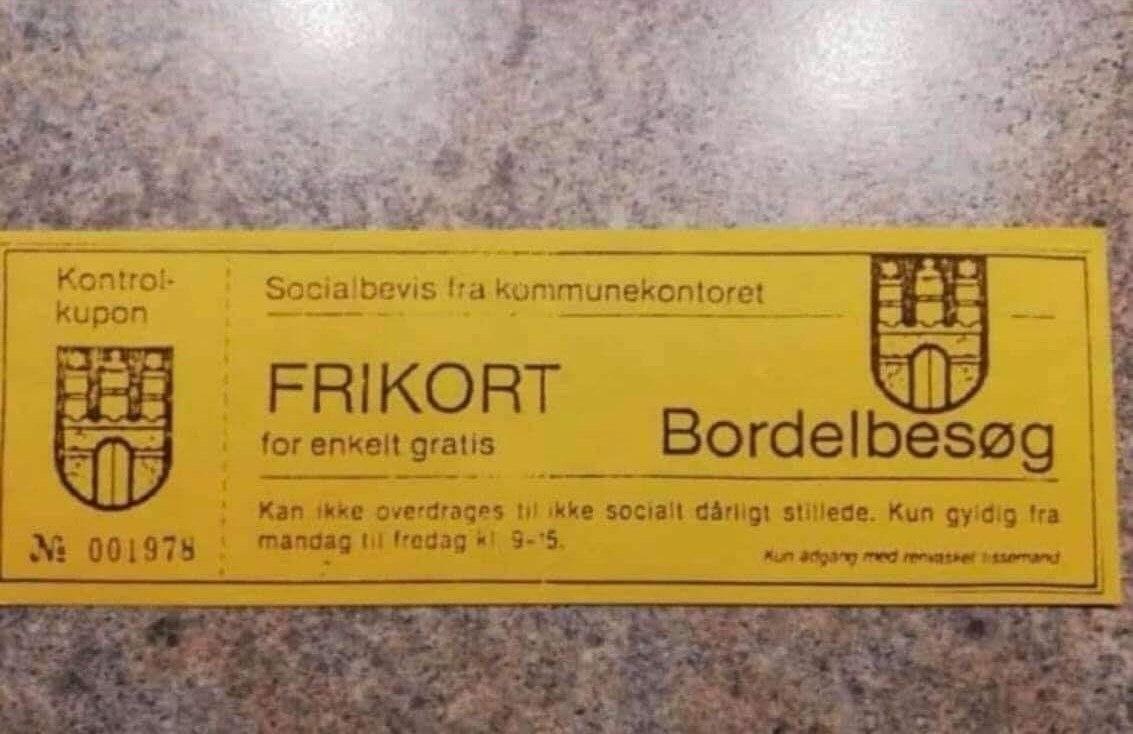 Kontrol-
kupon
№ 001978
Socialbevis fra kommunekontoret
FRIKORT
for enkelt gratis
Bordelbesøg
Kan ikke overdrages til ikke socialt dårligt stillede. Kun gyldig fra
mandag til fredag kl 9-15.
Kun adgang med renvasket tissemand